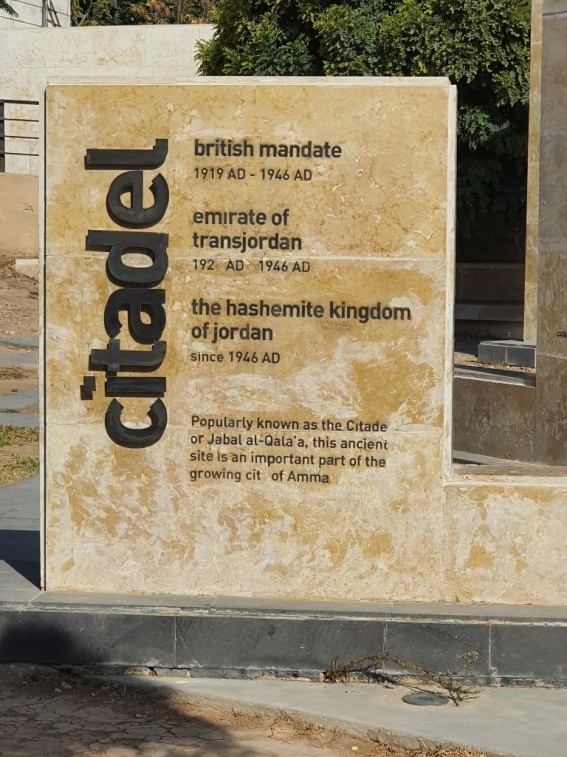 citadel
british mandate
1919 AD - 1946 AD
emirate of
transjordan
192 AD 1946 AD
the hashemite kingdom
of jordan
since 1946 AD
Popularly known as the Citade
or Jabal al-Qala'a, this ancient
site is an important part of the
growing cit of Amma